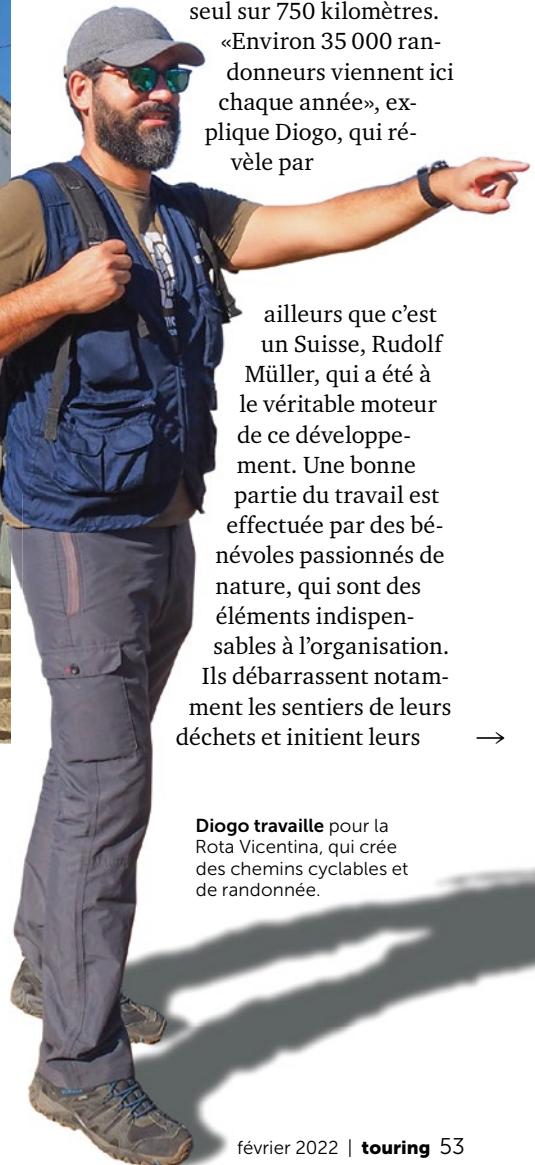 seul sur 750 kilomètres.
«Environ 35 000 ran-
donneurs viennent ici
chaque année», ex-
plique Diogo, qui ré-
vèle par
ailleurs que c’est
un Suisse, Rudolf
Müller, qui a été à
le véritable moteur
de ce développe-
ment. Une bonne
partie du travail est
effectuée par des bé-
névoles passionnés de
nature, qui sont des
éléments indispen-
sables à l’organisation.
Ils débarrassent notam-
ment les sentiers de leurs
déchets et initient leurs →
Diogo travaille pour la
Rota Vicentina, qui crée
des chemins cyclables et
de randonnée.
février 2022 | touring 53